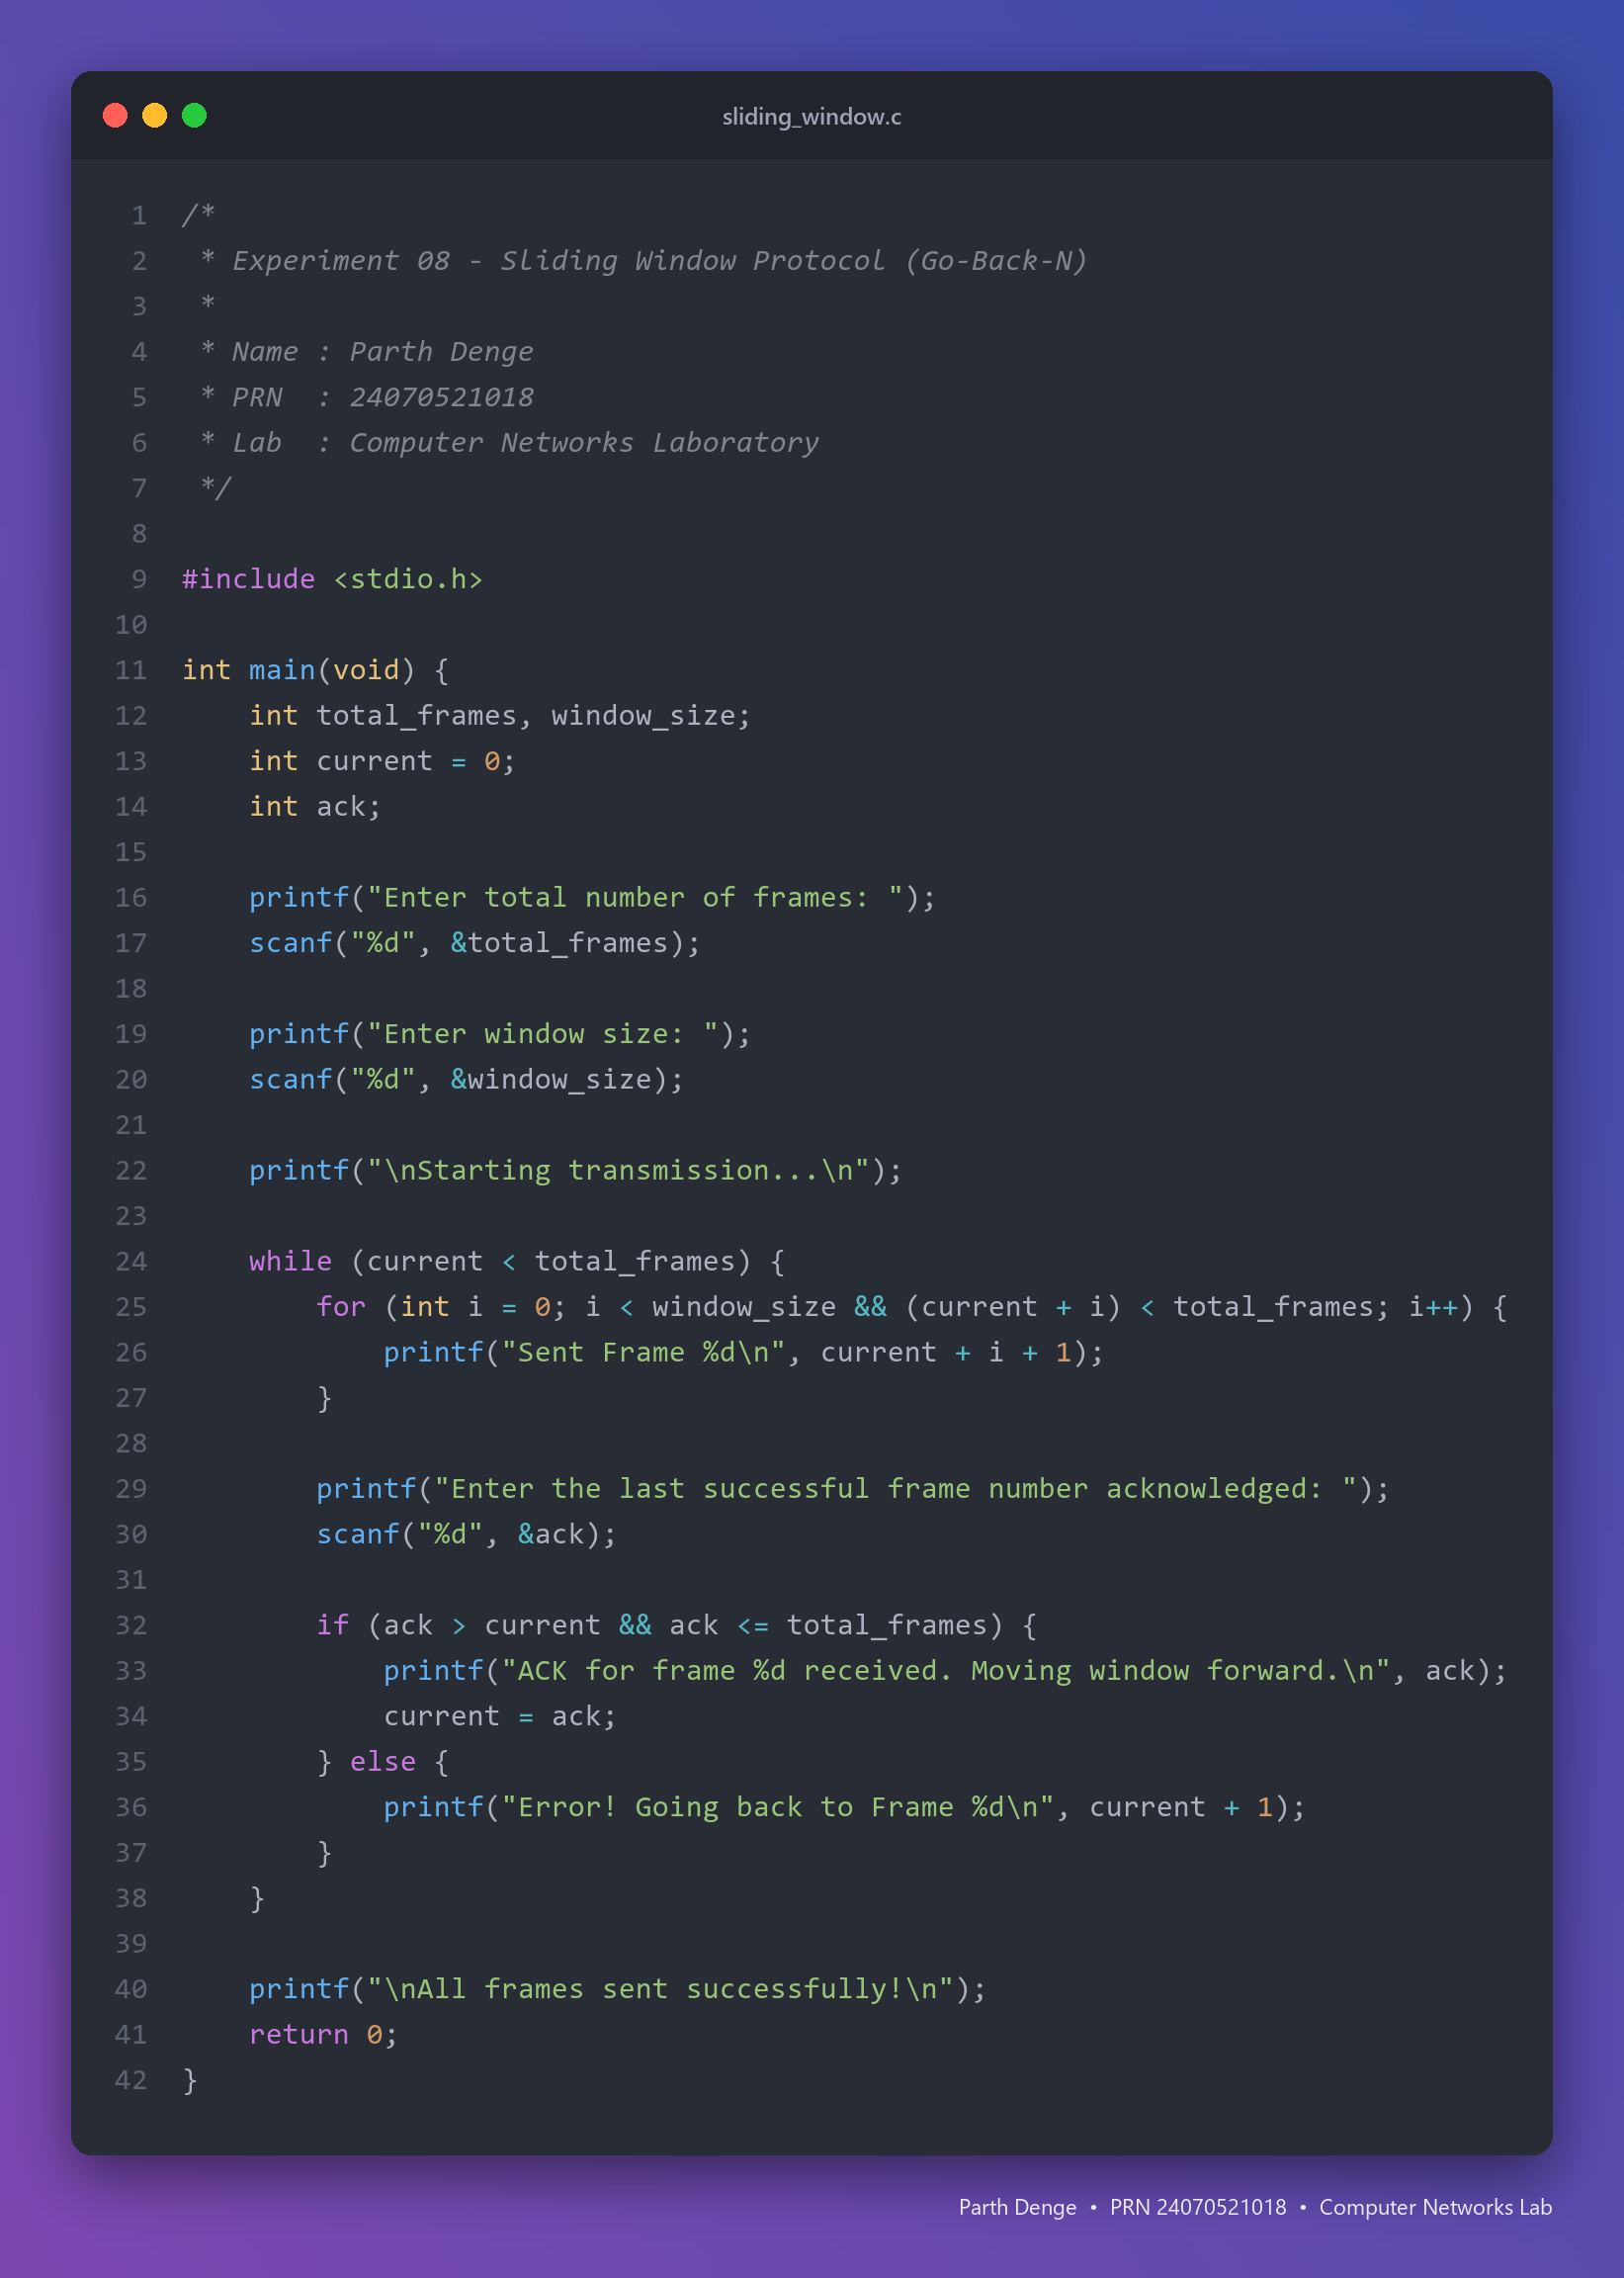 sliding_window.c
1 /*
2  * Experiment 08 - Sliding Window Protocol (Go-Back-N)
3  *
4  * Name : Parth Denge
5  * PRN  : 24070521018
6  * Lab  : Computer Networks Laboratory
7  */
8
9 #include <stdio.h>
10
11 int main(void) {
12     int total_frames, window_size;
13     int current = 0;
14     int ack;
15
16     printf("Enter total number of frames: ");
17     scanf("%d", &total_frames);
18
19     printf("Enter window size: ");
20     scanf("%d", &window_size);
21
22     printf("\nStarting transmission...\n");
23
24     while (current < total_frames) {
25         for (int i = 0; i < window_size && (current + i) < total_frames; i++) {
26             printf("Sent Frame %d\n", current + i + 1);
27         }
28
29         printf("Enter the last successful frame number acknowledged: ");
30         scanf("%d", &ack);
31
32         if (ack > current && ack <= total_frames) {
33             printf("ACK for frame %d received. Moving window forward.\n", ack);
34             current = ack;
35         } else {
36             printf("Error! Going back to Frame %d\n", current + 1);
37         }
38     }
39
40     printf("\nAll frames sent successfully!\n");
41     return 0;
42 }
Parth Denge • PRN 24070521018 • Computer Networks Lab